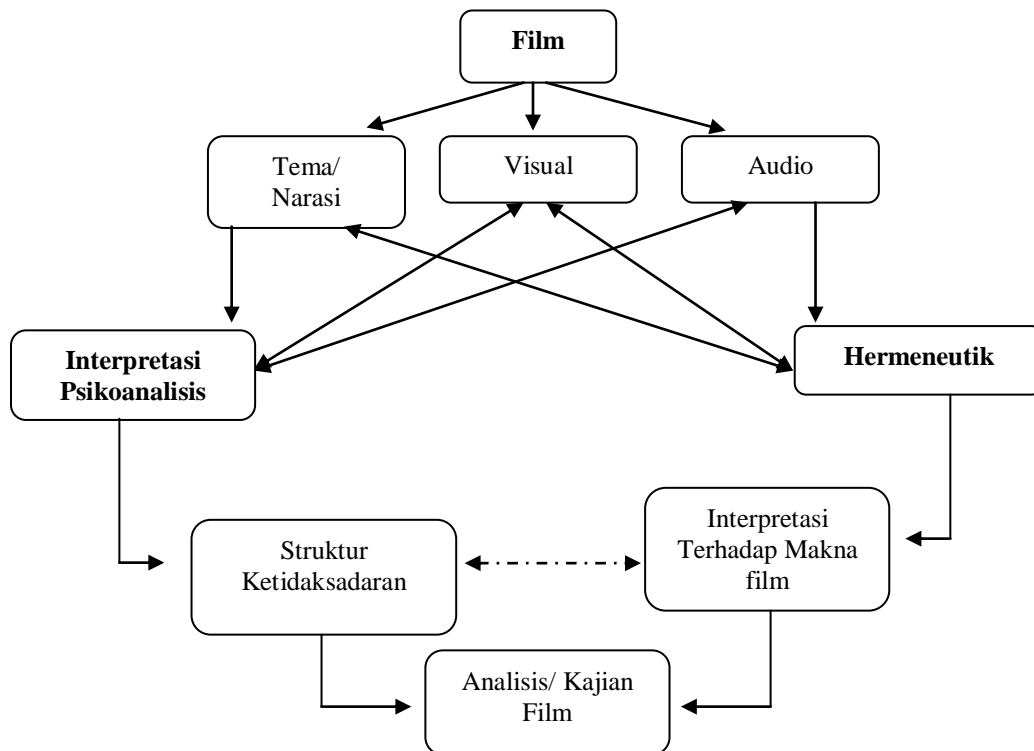 Film
Tema/
Narasi
Visual
Audio
Interpretasi
Psikoanalisis
Hermeneutik
Struktur
Ketidaksadaran
Interpretasi
Terhadap Makna
film
Analisis/ Kajian
Film